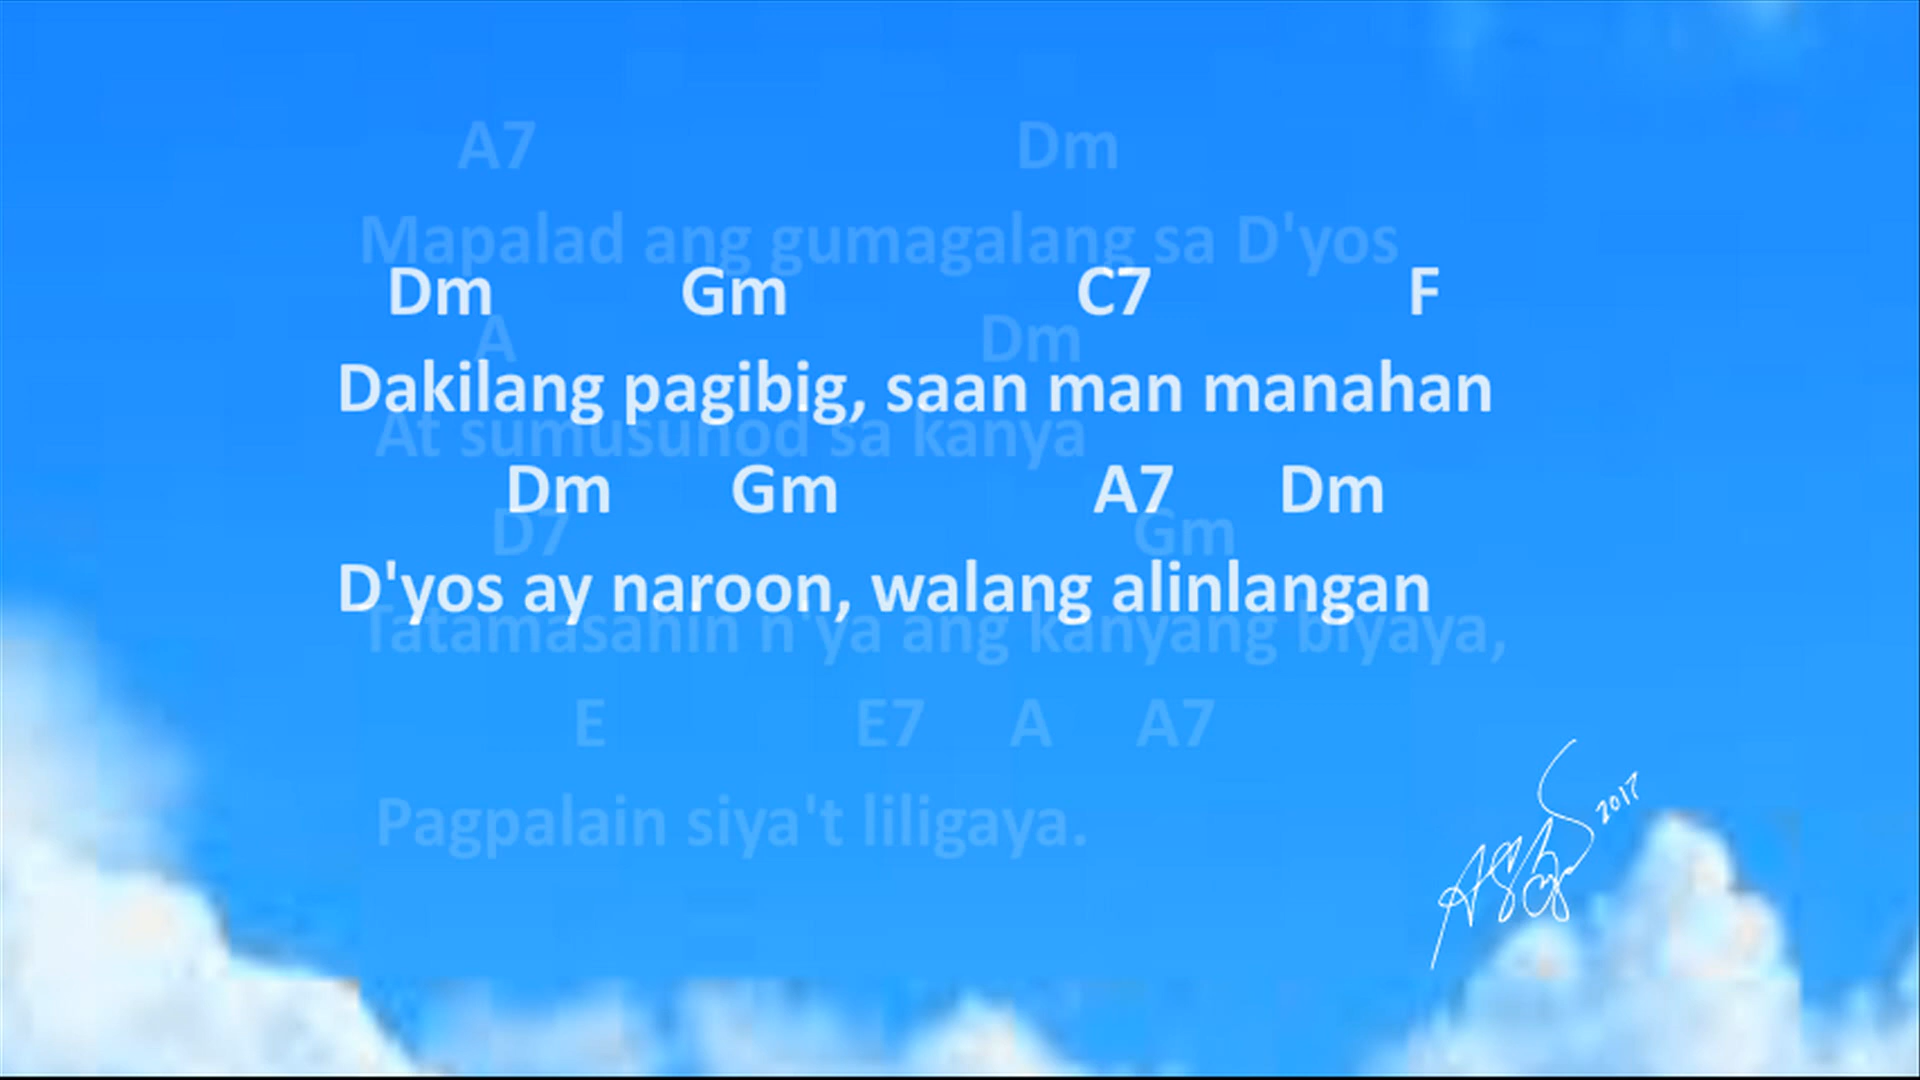 A7 Dm
Mapalad ang gumagalang sa D'yos
Dm Gm C7 F
A Dm
Dakilang pagibig, saan man manahan
At sumusunod sa kanya
Dm Gm A7 Dm
D7 Gm
D'yos ay naroon, walang alinlangan
Tatamasahin n'ya ang kanyang biyaya,
E E7 A A7
Pagpalain siya't liligaya.
2017